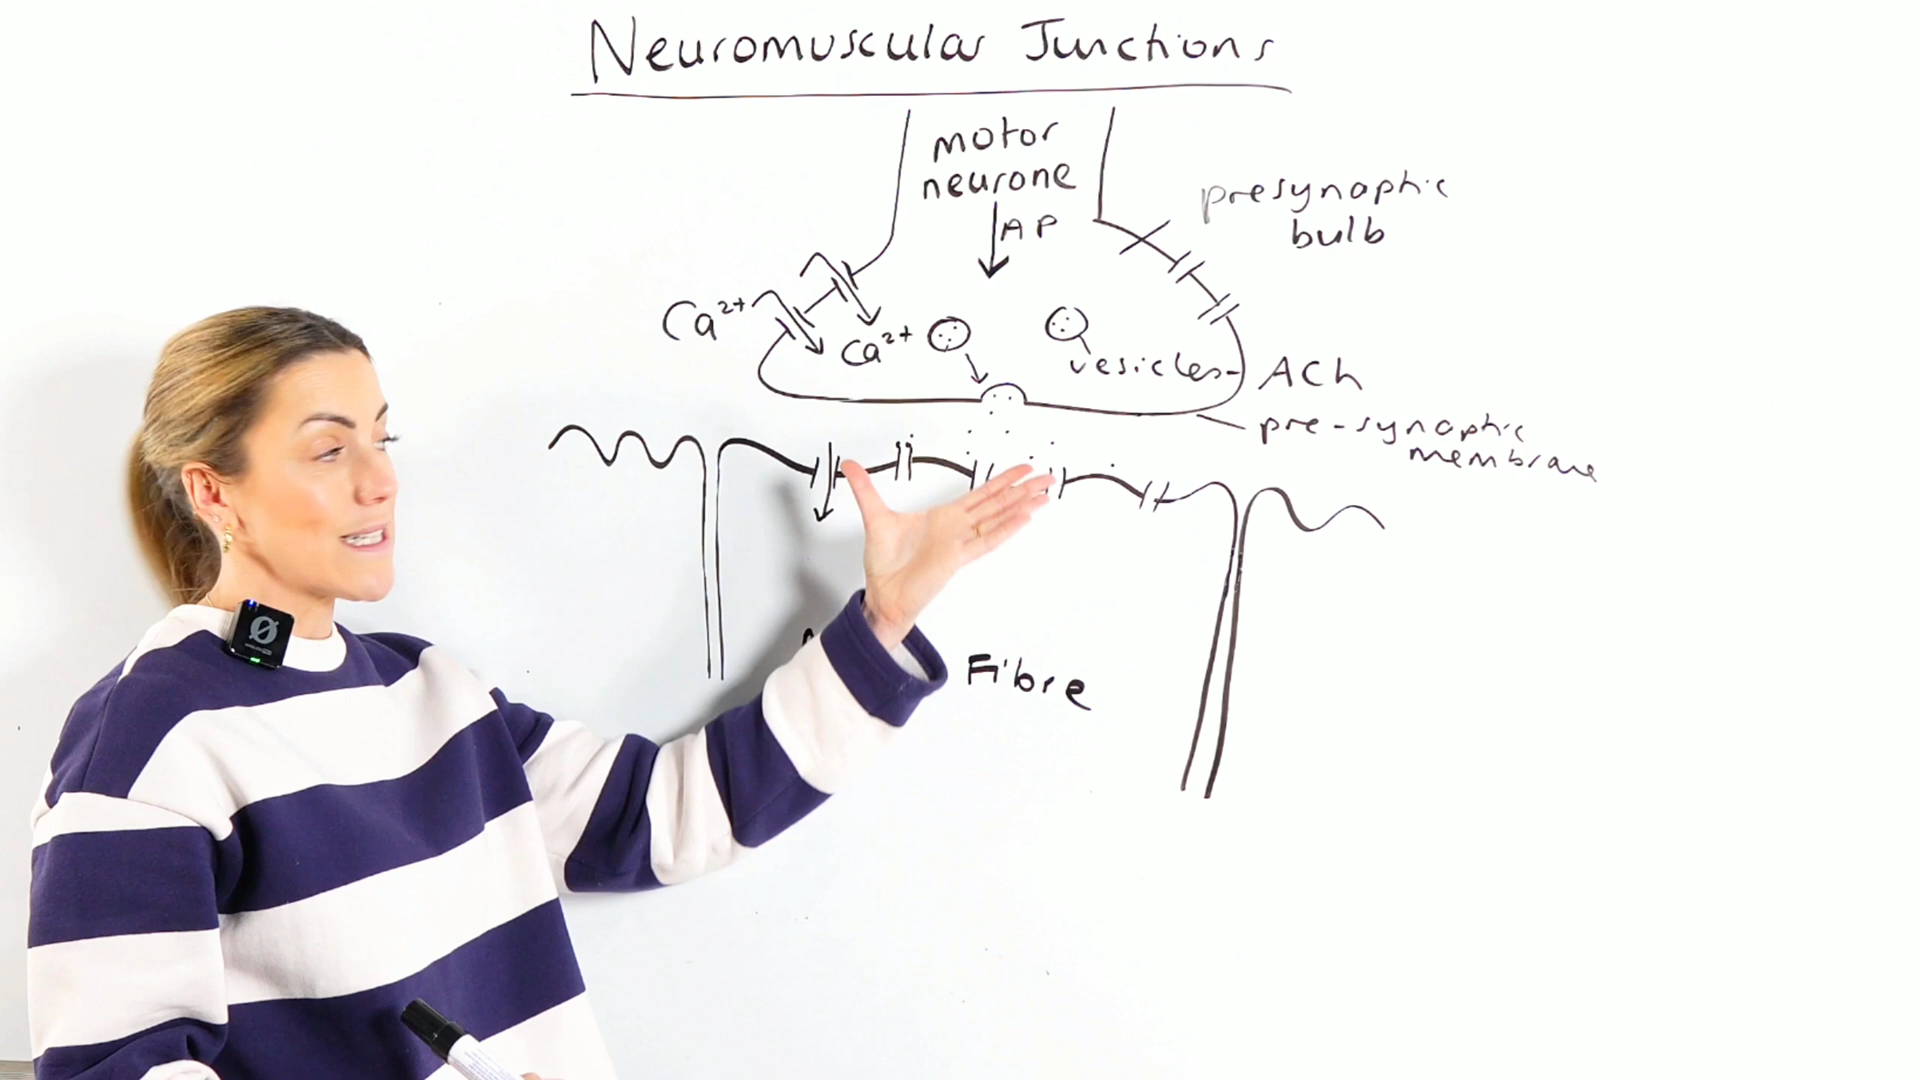 Neuromuscular Junctions
motor
neurone
AP
presynaptic
bulb
Ca²⁺
Ca²⁺
vesicles-
ACh
pre-synaptic
membrane
Fibre